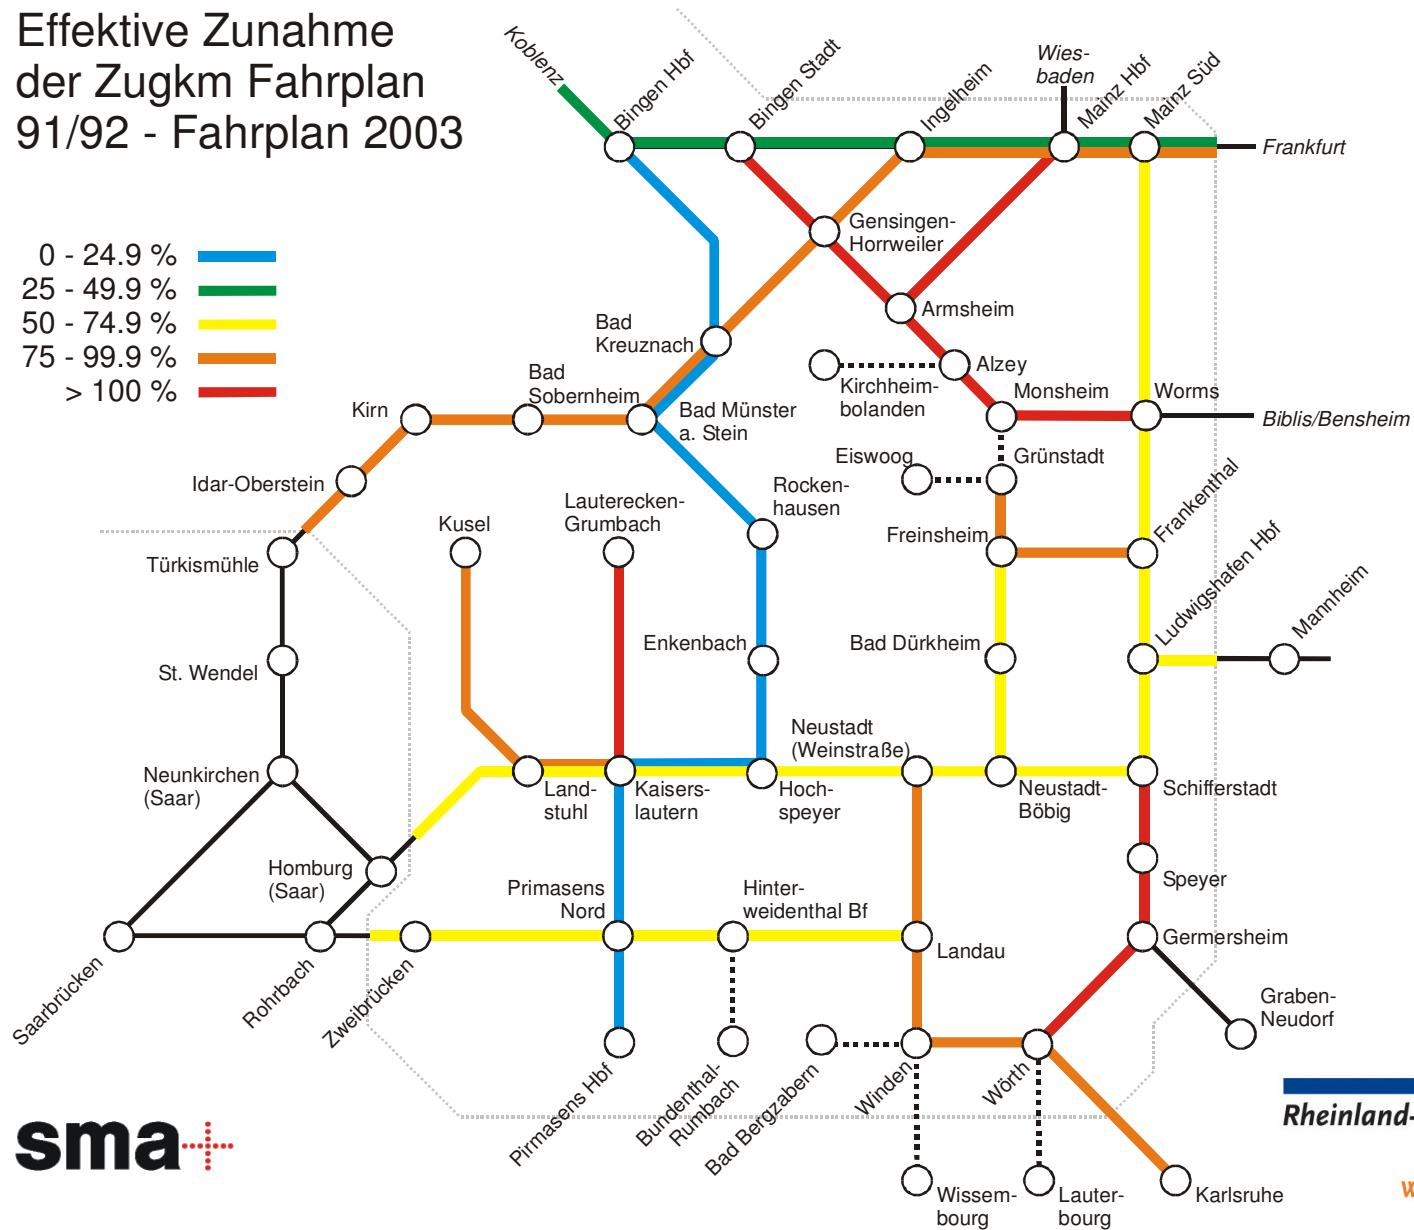 Effektive Zunahme
der Zugkm Fahrplan
91/92 - Fahrplan 2003
0 - 24.9 %
25 - 49.9 %
50 - 74.9 %
75 - 99.9 %
> 100 %
Koblenz
Bingen Hbf
Bingen Stadt
Ingelheim
Wies-
baden
Mainz Hbf
Mainz Süd
Frankfurt
Gensingen-
Horrweiler
Armsheim
Bad
Kreuznach
Alzey
Kirchheim-
bolanden
Monsheim
Worms
Biblis/Bensheim
Bad
Sobernheim
Kirn
Bad Münster
a. Stein
Idar-Oberstein
Eiswoog
Grünstadt
Lauterecken-
Grumbach
Rocken-
hausen
Kusel
Freinsheim
Frankenthal
Türkismühle
Ludwigshafen Hbf
Mannheim
St. Wendel
Enkenbach
Bad Dürkheim
Neustadt
(Weinstraße)
Neunkirchen
(Saar)
Land-
stuhl
Kaisers-
lautern
Hoch-
speyer
Neustadt-
Böbig
Schifferstadt
Homburg
(Saar)
Primasens
Nord
Hinter-
weidenthal Bf
Speyer
Landau
Germersheim
Saarbrücken
Rohrbach
Zweibrücken
Graben-
Neudorf
Pirmasens Hbf
Bundenthal-
Rumbach
Bad Bergzabern
Winden
Wörth
Wissem-
bourg
Lauter-
bourg
Karlsruhe
sma
Rheinland-
w